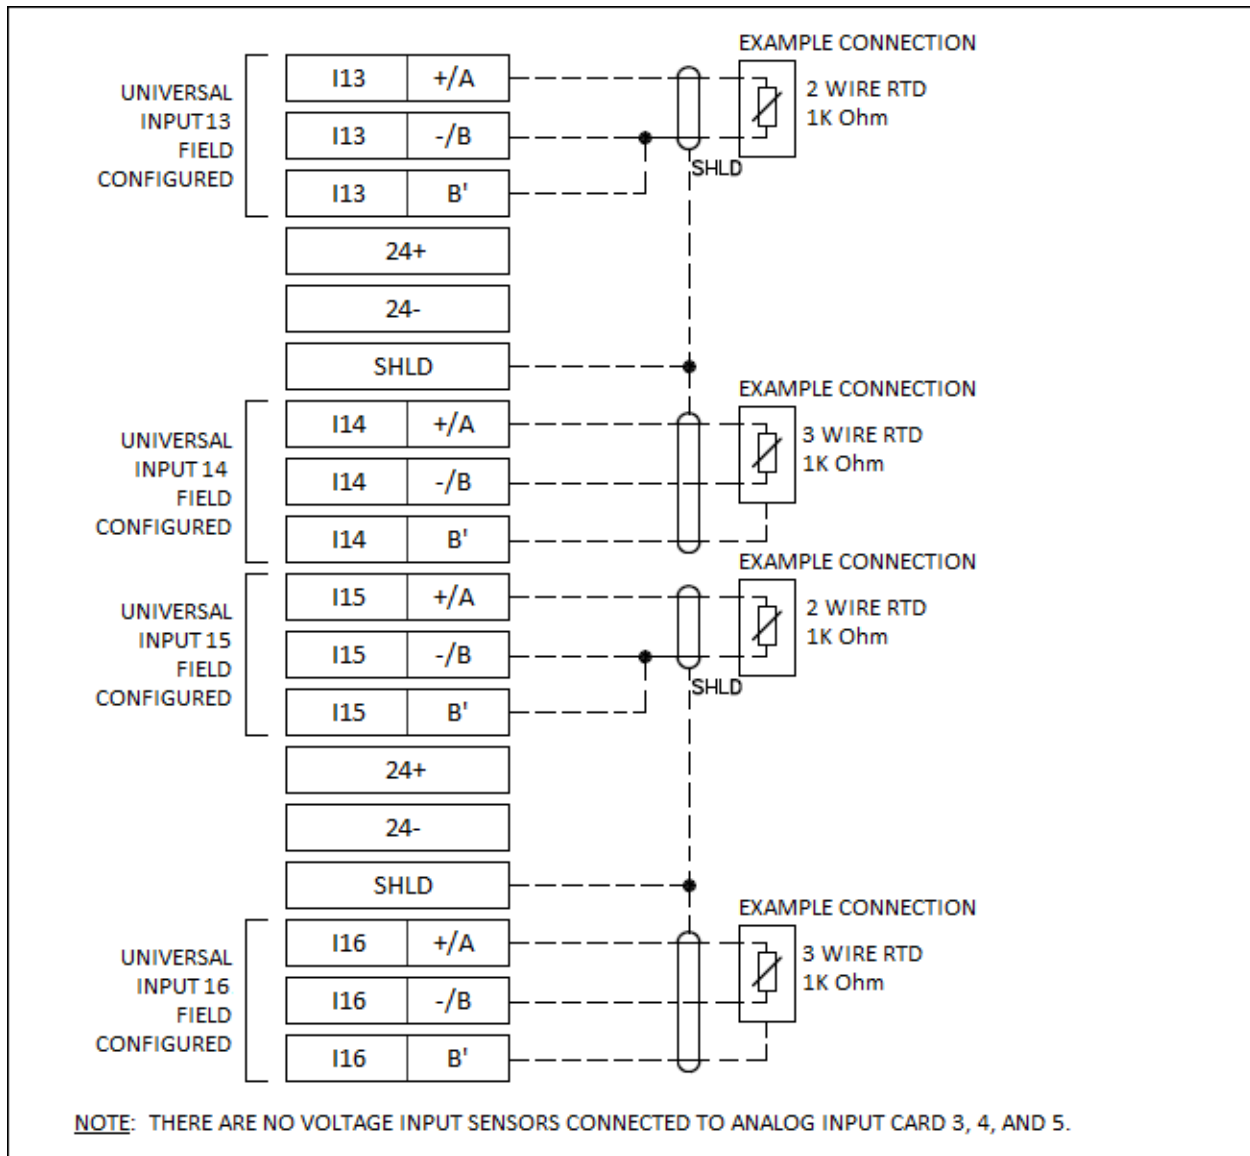 EXAMPLE CONNECTION
UNIVERSAL
INPUT 13
FIELD
CONFIGURED
I13 +/A
I13 -/B
I13 B'
2 WIRE RTD
1K Ohm
SHLD
24+
24-
SHLD
EXAMPLE CONNECTION
UNIVERSAL
INPUT 14
FIELD
CONFIGURED
I14 +/A
I14 -/B
I14 B'
3 WIRE RTD
1K Ohm
EXAMPLE CONNECTION
UNIVERSAL
INPUT 15
FIELD
CONFIGURED
I15 +/A
I15 -/B
I15 B'
2 WIRE RTD
1K Ohm
SHLD
24+
24-
SHLD
EXAMPLE CONNECTION
UNIVERSAL
INPUT 16
FIELD
CONFIGURED
I16 +/A
I16 -/B
I16 B'
3 WIRE RTD
1K Ohm
NOTE: THERE ARE NO VOLTAGE INPUT SENSORS CONNECTED TO ANALOG INPUT CARD 3, 4, AND 5.